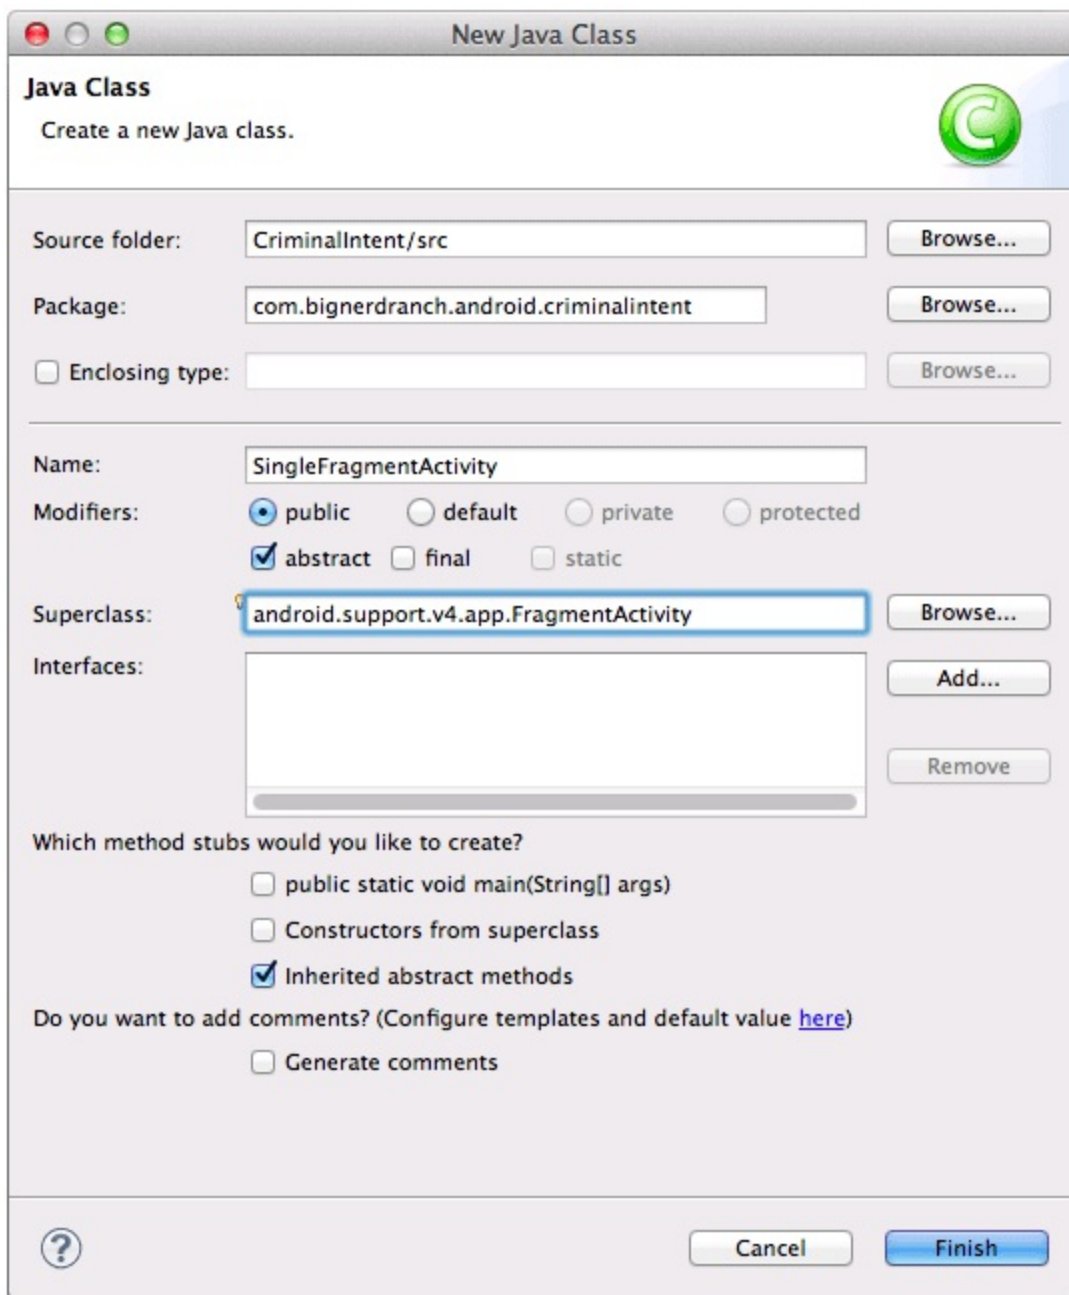 New Java Class
Java Class
Create a new Java class.
C
Source folder: CriminalIntent/src Browse...
Package: com.bignerdranch.android.criminalintent Browse...
Enclosing type: Browse...
Name: SingleFragmentActivity
Modifiers: public default private protected
abstract final static
Superclass: android.support.v4.app.FragmentActivity Browse...
Interfaces: Add...
Remove
Which method stubs would you like to create?
public static void main(String[] args)
Constructors from superclass
Inherited abstract methods
Do you want to add comments? (Configure templates and default value here)
Generate comments
? Cancel Finish